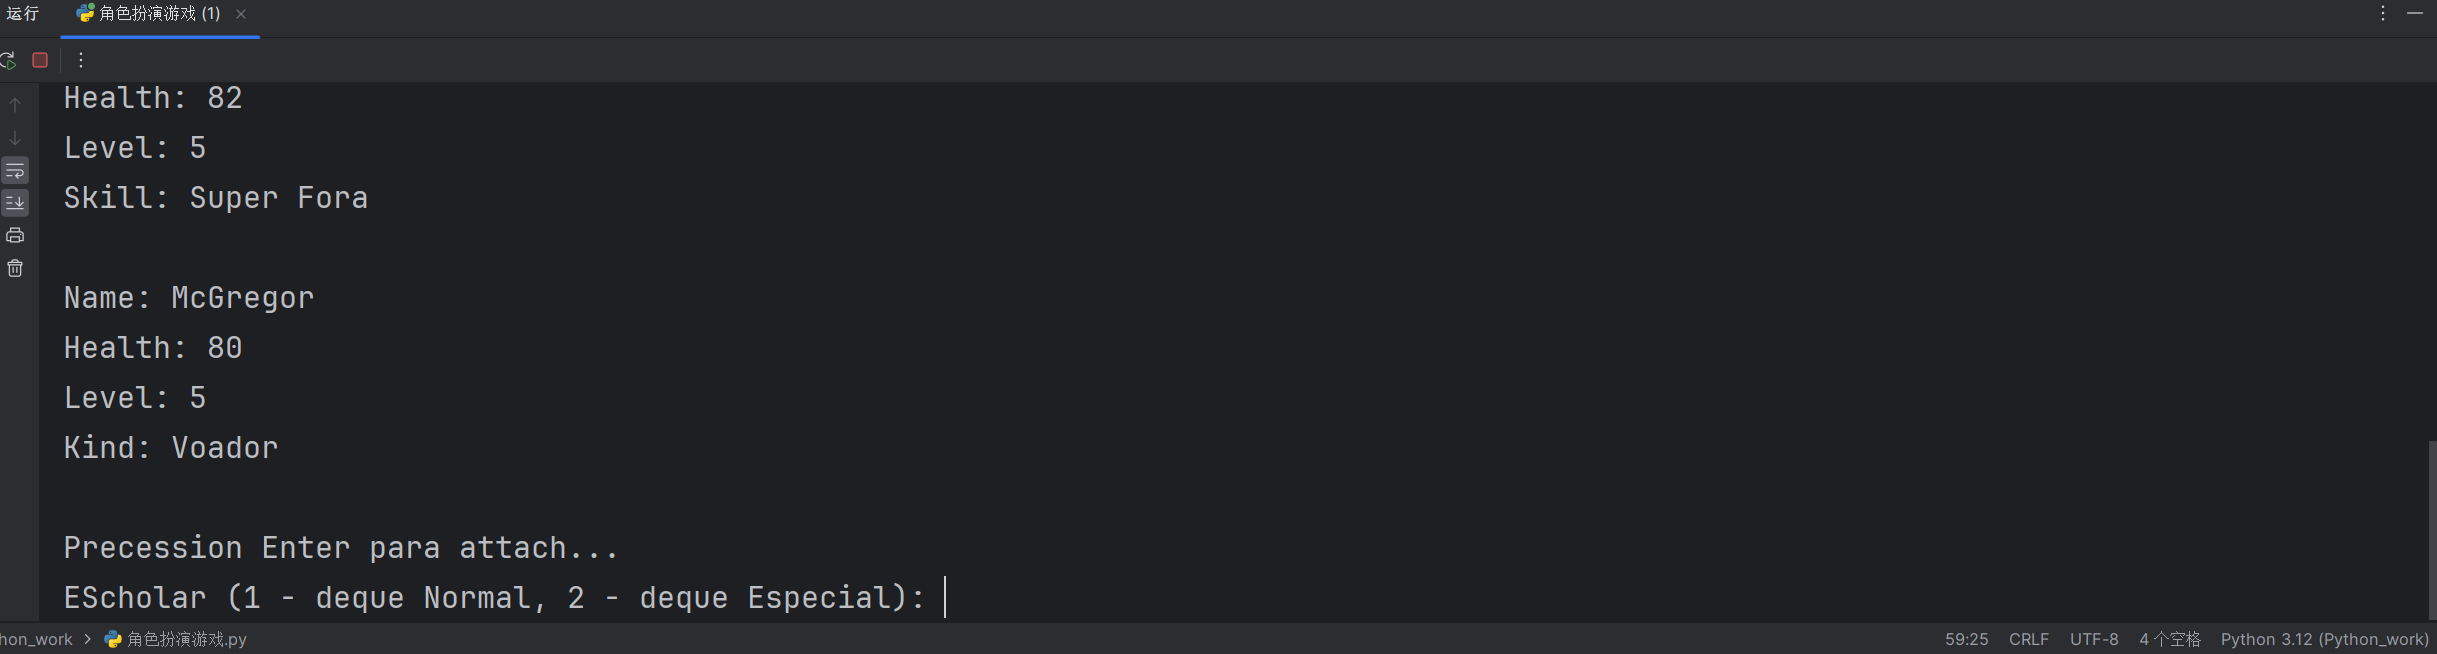 运行
角色扮演游戏 (1)
Health: 82
Level: 5
Skill: Super Fora
Name: McGregor
Health: 80
Level: 5
Kind: Voador
Precession Enter para attach...
EScholar (1 - deque Normal, 2 - deque Especial):
hon_work > 角色扮演游戏.py
59:25 CRLF UTF-8 4 个空格 Python 3.12 (Python_work)